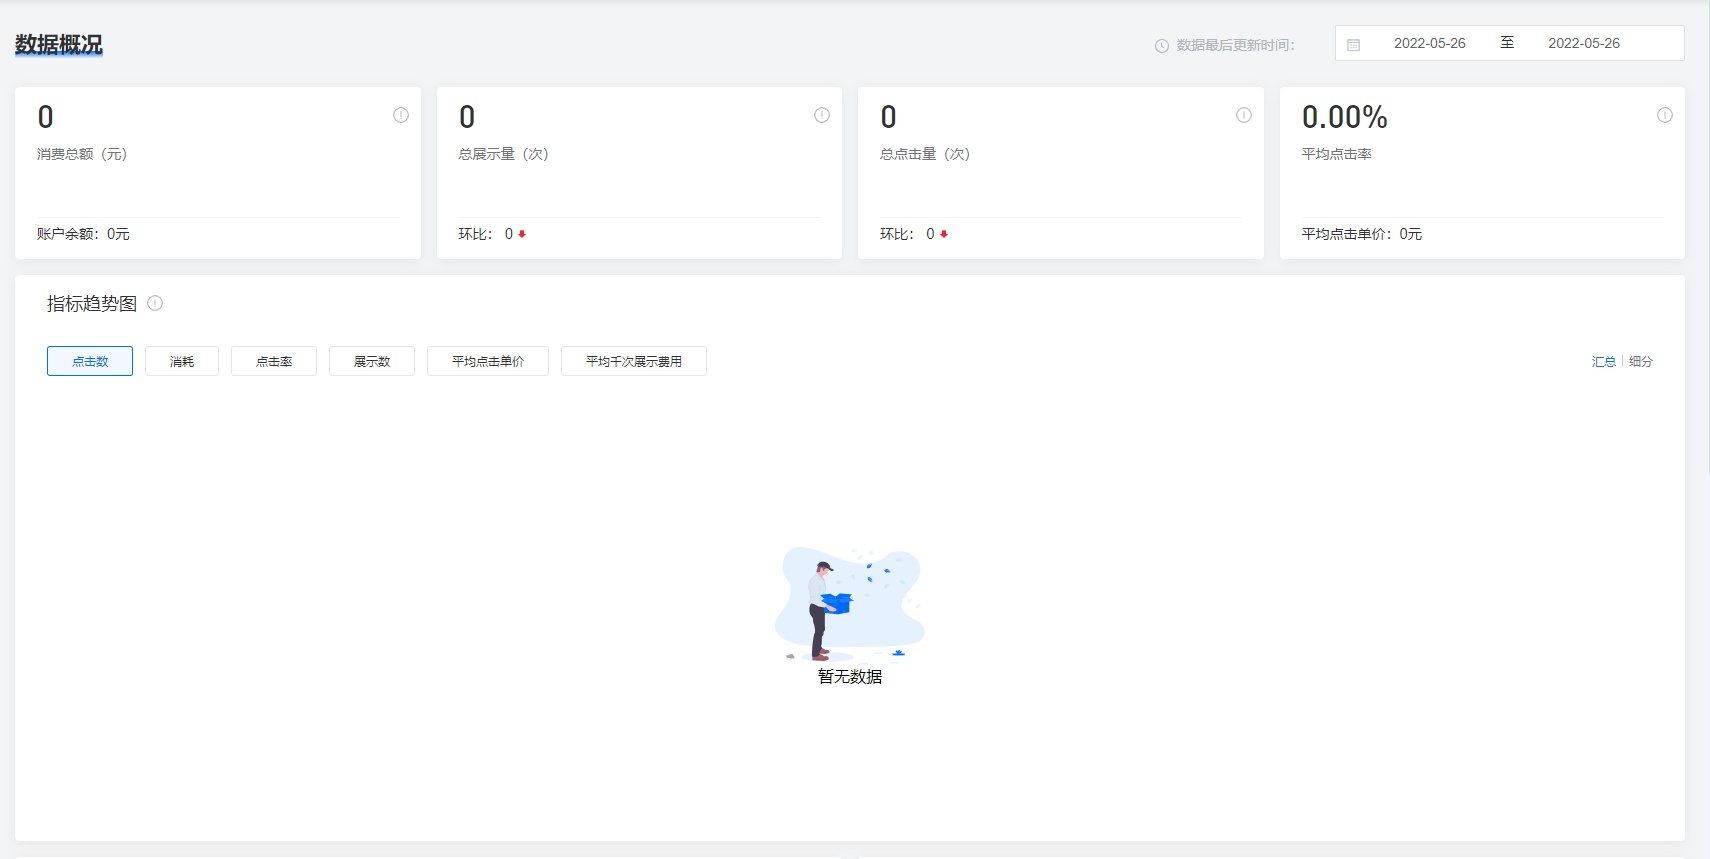 数据概况
数据最后更新时间：
2022-05-26 至 2022-05-26
0
消费总额（元）
账户余额：0元
0
总展示量（次）
环比： 0
0
总点击量（次）
环比： 0
0.00%
平均点击率
平均点击单价：0元
指标趋势图
点击数 消耗 点击率 展示数 平均点击单价 平均千次展示费用
汇总 细分
暂无数据